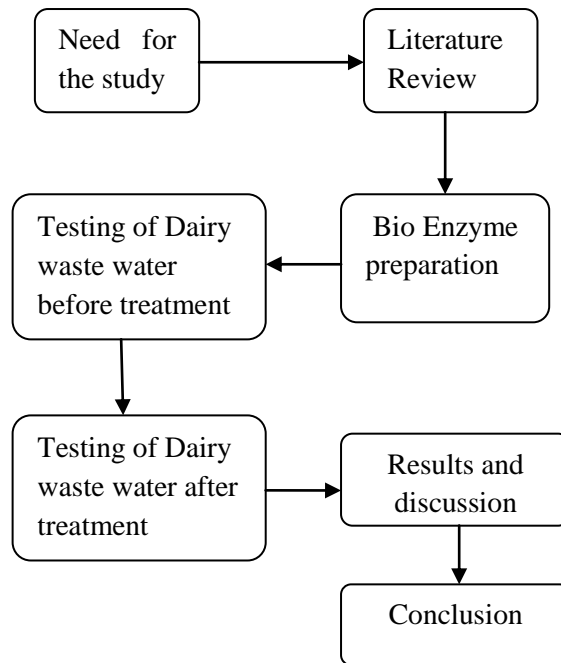 Need for
the study
Literature
Review
Bio Enzyme
preparation
Testing of Dairy
waste water
before treatment
Testing of Dairy
waste water after
treatment
Results and
discussion
Conclusion